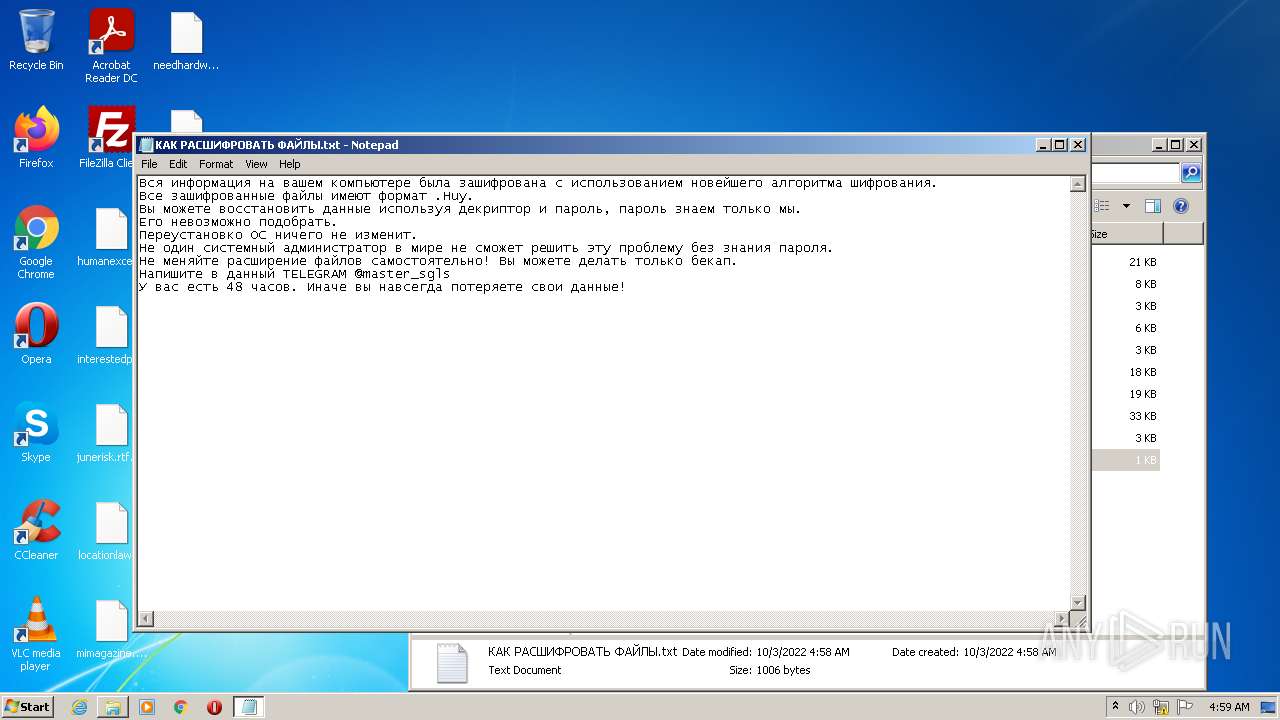 Recycle Bin
Acrobat
Reader DC
needhardw...
Firefox
FileZilla Clie
Google
Chrome
humanexce
Opera
interestedp
Skype
junerisk.rtf.
CCleaner
locationlaw
VLC media
player
mimagazine....
КАК РАСШИФРОВАТЬ ФАЙЛЫ.txt - Notepad
File Edit Format View Help
Вся информация на вашем компьютере была зашифрована с использованием новейшего алгоритма шифрования.
Все зашифрованные файлы имеют формат .Huy.
Вы можете восстановить данные используя декриптор и пароль, пароль знаем только мы.
Его невозможно подобрать.
Переустановко ОС ничего не изменит.
Не один системный администратор в мире не сможет решить эту проблему без знания пароля.
Не меняйте расширение файлов самостоятельно! Вы можете делать только бекап.
Напишите в данный TELEGRAM @master_sgls
У вас есть 48 часов. Иначе вы навсегда потеряете свои данные!
Size
21 KB
8 KB
3 KB
6 KB
3 KB
18 KB
19 KB
33 KB
3 KB
1 KB
КАК РАСШИФРОВАТЬ ФАЙЛЫ.txt Date modified: 10/3/2022 4:58 AM Date created: 10/3/2022 4:58 AM
Text Document Size: 1006 bytes
ANY RUN
Start
4:59 AM